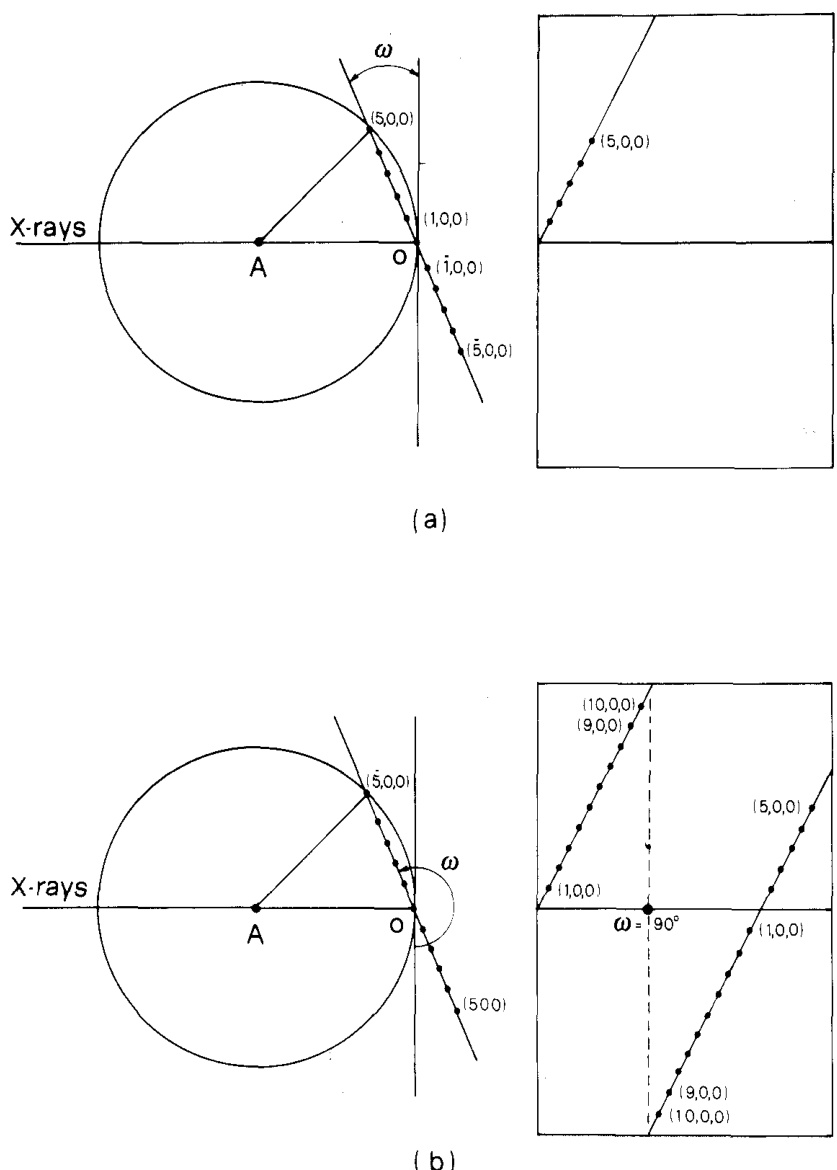 ω
(5,0,0)
X-rays
A
O
(1,0,0)
(1̄,0,0)
(5̄,0,0)
(5,0,0)
(a)
(5̄,0,0)
X-rays
A
O
ω
(500)
(10,0,0)
(9,0,0)
(1,0,0)
ω = 90°
(5,0,0)
(1,0,0)
(9,0,0)
(10,0,0)
(b)